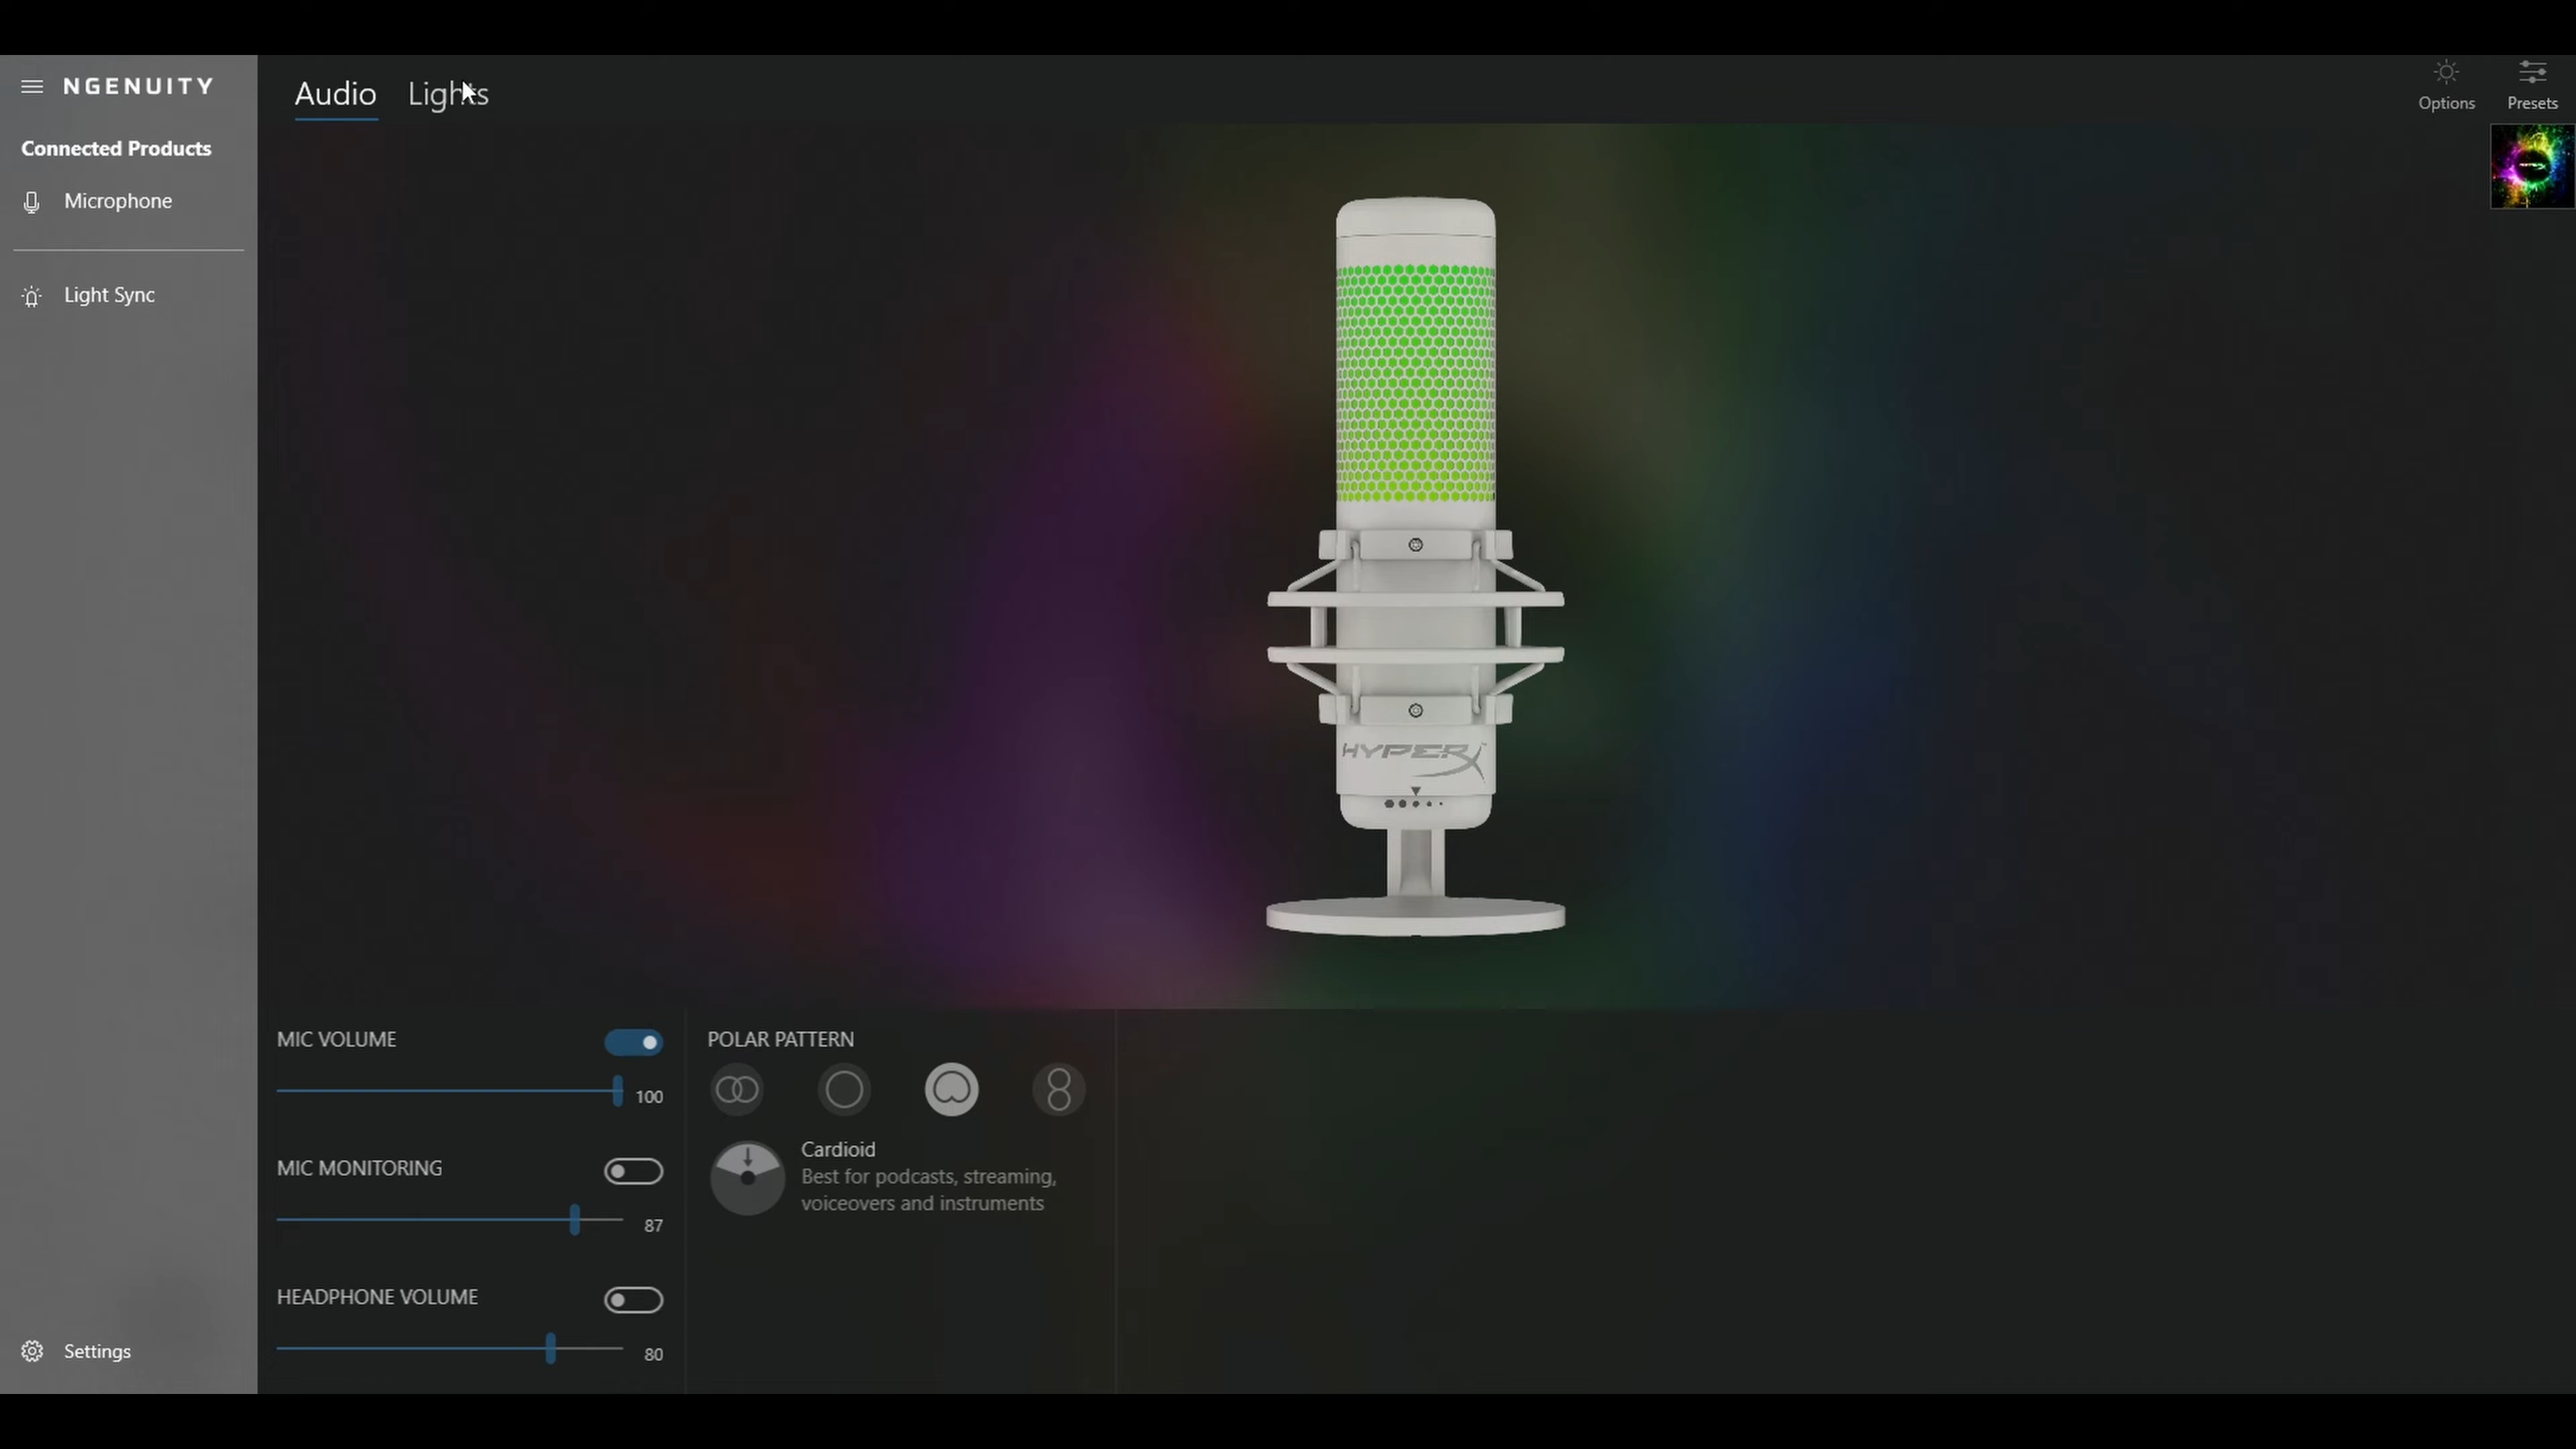 NGENUITY
Connected Products
Microphone
Light Sync
Settings
Audio Lights
Options Presets
HYPERX
MIC VOLUME
100
MIC MONITORING
87
HEADPHONE VOLUME
80
POLAR PATTERN
Cardioid
Best for podcasts, streaming,
voiceovers and instruments